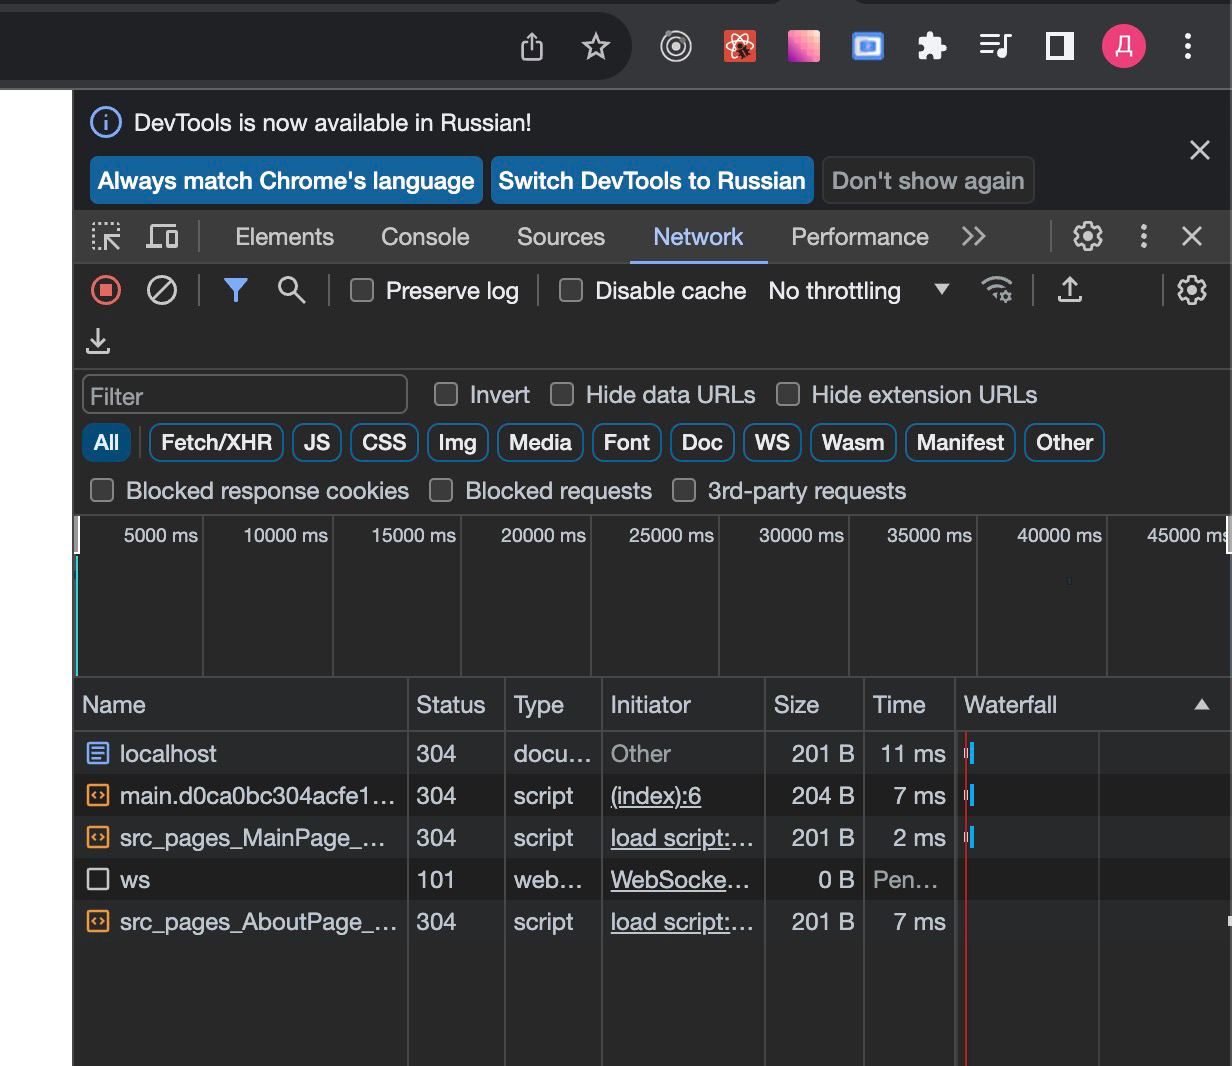 Д
DevTools is now available in Russian!
Always match Chrome's language Switch DevTools to Russian Don't show again
Elements Console Sources Network Performance
Preserve log Disable cache No throttling
Filter Invert Hide data URLs Hide extension URLs
All Fetch/XHR JS CSS Img Media Font Doc WS Wasm Manifest Other
Blocked response cookies Blocked requests 3rd-party requests
5000 ms 10000 ms 15000 ms 20000 ms 25000 ms 30000 ms 35000 ms 40000 ms 45000 ms
Name Status Type Initiator Size Time Waterfall
localhost 304 docu... Other 201 B 11 ms
main.d0ca0bc304acfe1... 304 script (index):6 204 B 7 ms
src_pages_MainPage_... 304 script load script:... 201 B 2 ms
ws 101 web... WebSocke... 0 B Pen...
src_pages_AboutPage_... 304 script load script:... 201 B 7 ms